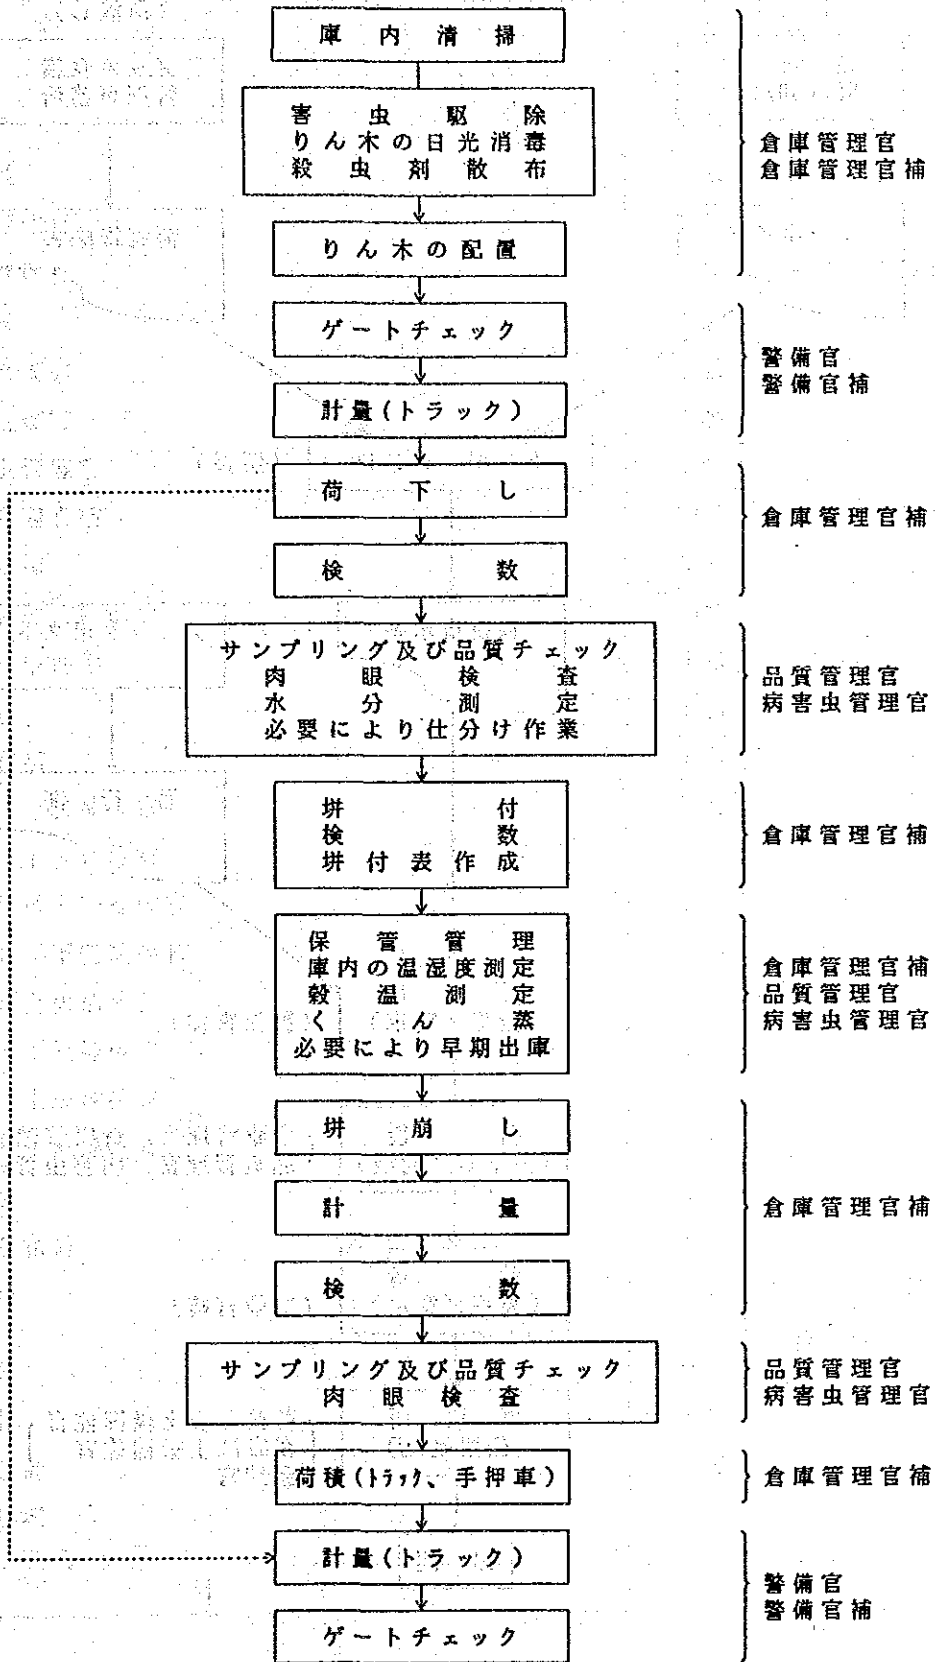 庫内清掃
害虫駆除
りん木の日光消毒
殺虫剤散布
倉庫管理官
倉庫管理官補
りん木の配置
ゲートチェック
計量(トラック)
警備官
警備官補
荷下し
検数
倉庫管理官補
サンプリング及び品質チェック
肉眼検査
水分測定
必要により仕分け作業
品質管理官
病害虫管理官
垪付
検数
垪付表作成
倉庫管理官補
保管管理
庫内の温湿度測定
穀温測定
くん蒸
必要により早期出庫
倉庫管理官補
品質管理官
病害虫管理官
垪崩し
計量
検数
倉庫管理官補
サンプリング及び品質チェック
肉眼検査
品質管理官
病害虫管理官
荷積(ﾄﾗｯｸ、手押車)
倉庫管理官補
計量(トラック)
ゲートチェック
警備官
警備官補